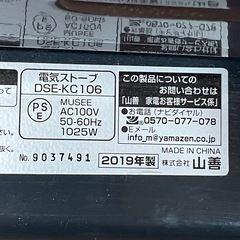 電気ストーブ
DSE-KC106
PS
E
MUSEE
AC100V
50-60Hz
1025W
No. 9037491
この製品についての
お問い合わせは
「山善 家電お客様サービス係」
●お電話 (ナビダイヤル)
0570-077-078
●Eメール
info@yamazen.co.jp
MADE IN CHINA
2019年製
株式会社 山善